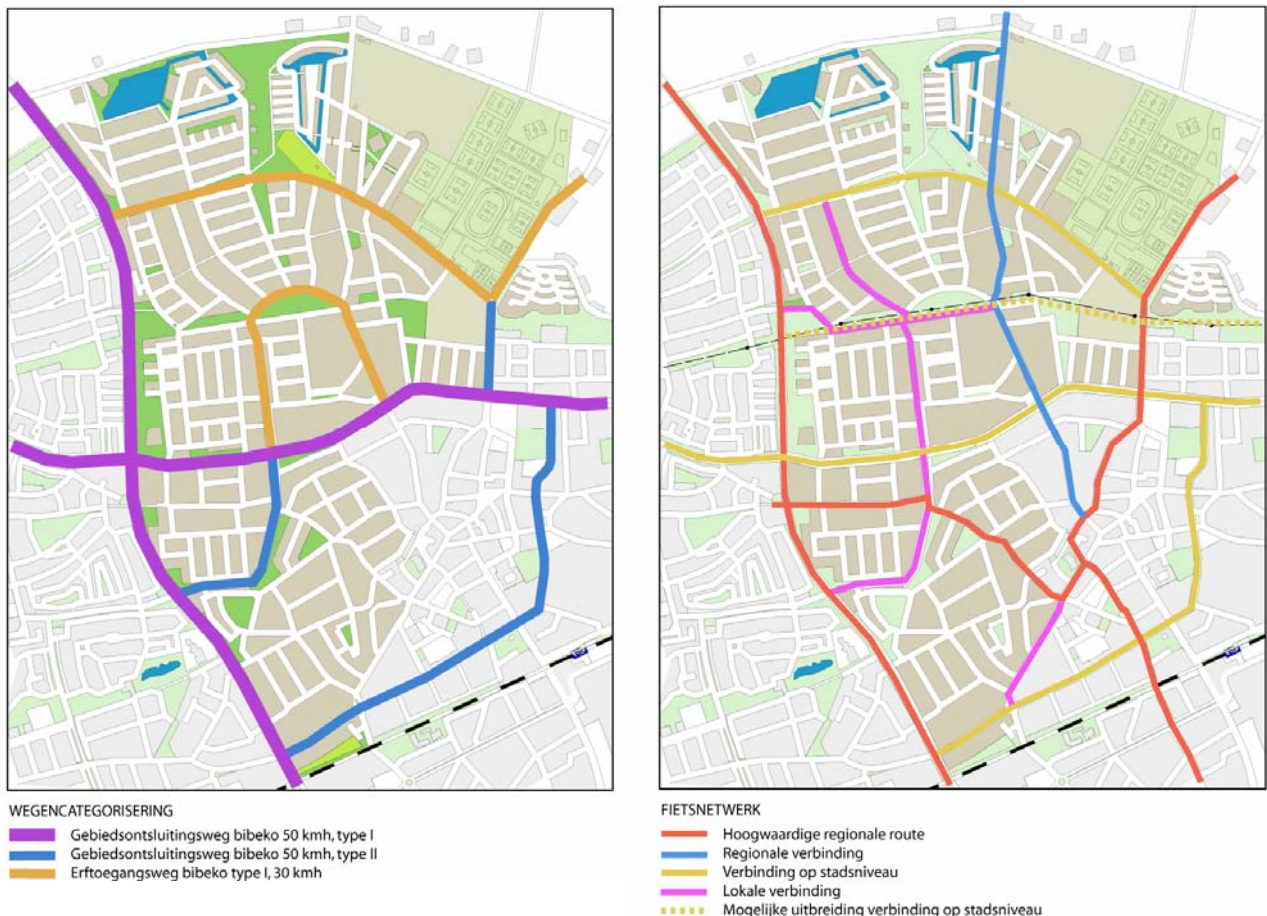 WEGENCATEGORISERING
Gebiedsontsluitingsweg bibeko 50 kmh, type I
Gebiedsontsluitingsweg bibeko 50 kmh, type II
Erftoegangsweg bibeko type I, 30 kmh
FIETSNETWERK
Hoogwaardige regionale route
Regionale verbinding
Verbinding op stadsniveau
Lokale verbinding
Mogelijke uitbreiding verbinding op stadsniveau